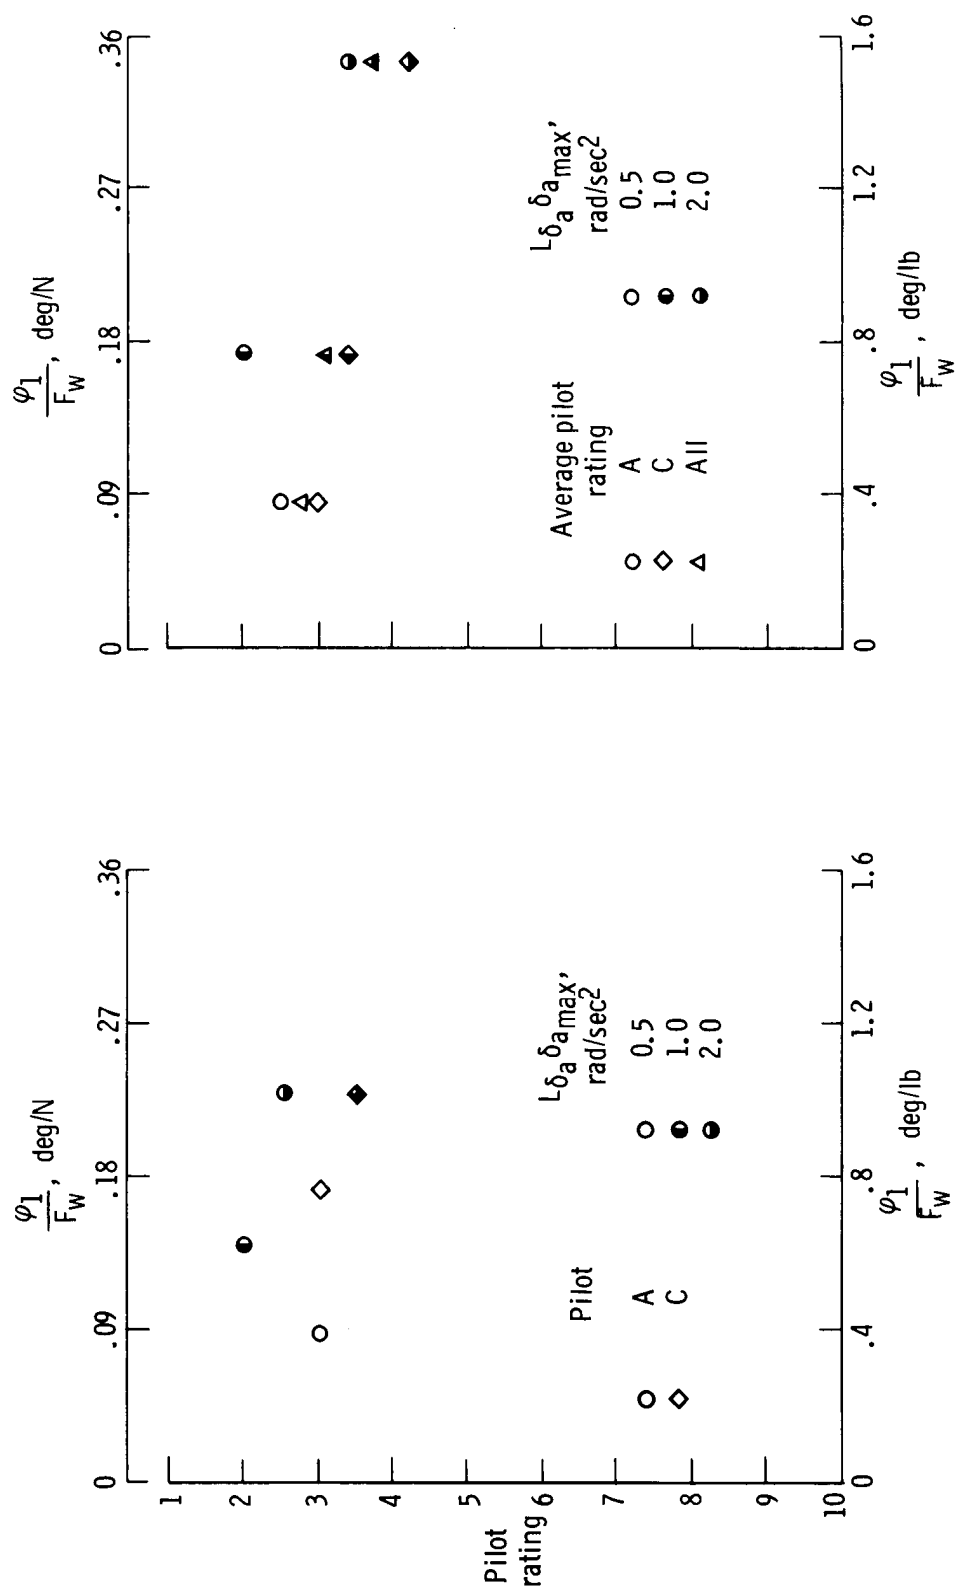 φ1
Fw , deg/N
0 .09 .18 .27 .36
1
2
3
4
5
6
7
8
9
10
Pilot
rating
Pilot
A
C
Lδa δamax,
rad/sec2
0.5
1.0
2.0
0 .4 .8 1.2 1.6
φ1
Fw , deg/lb
φ1
Fw , deg/N
0 .09 .18 .27 .36
Average pilot
rating
A
C
All
Lδa δamax,
rad/sec2
0.5
1.0
2.0
0 .4 .8 1.2 1.6
φ1
Fw , deg/lb